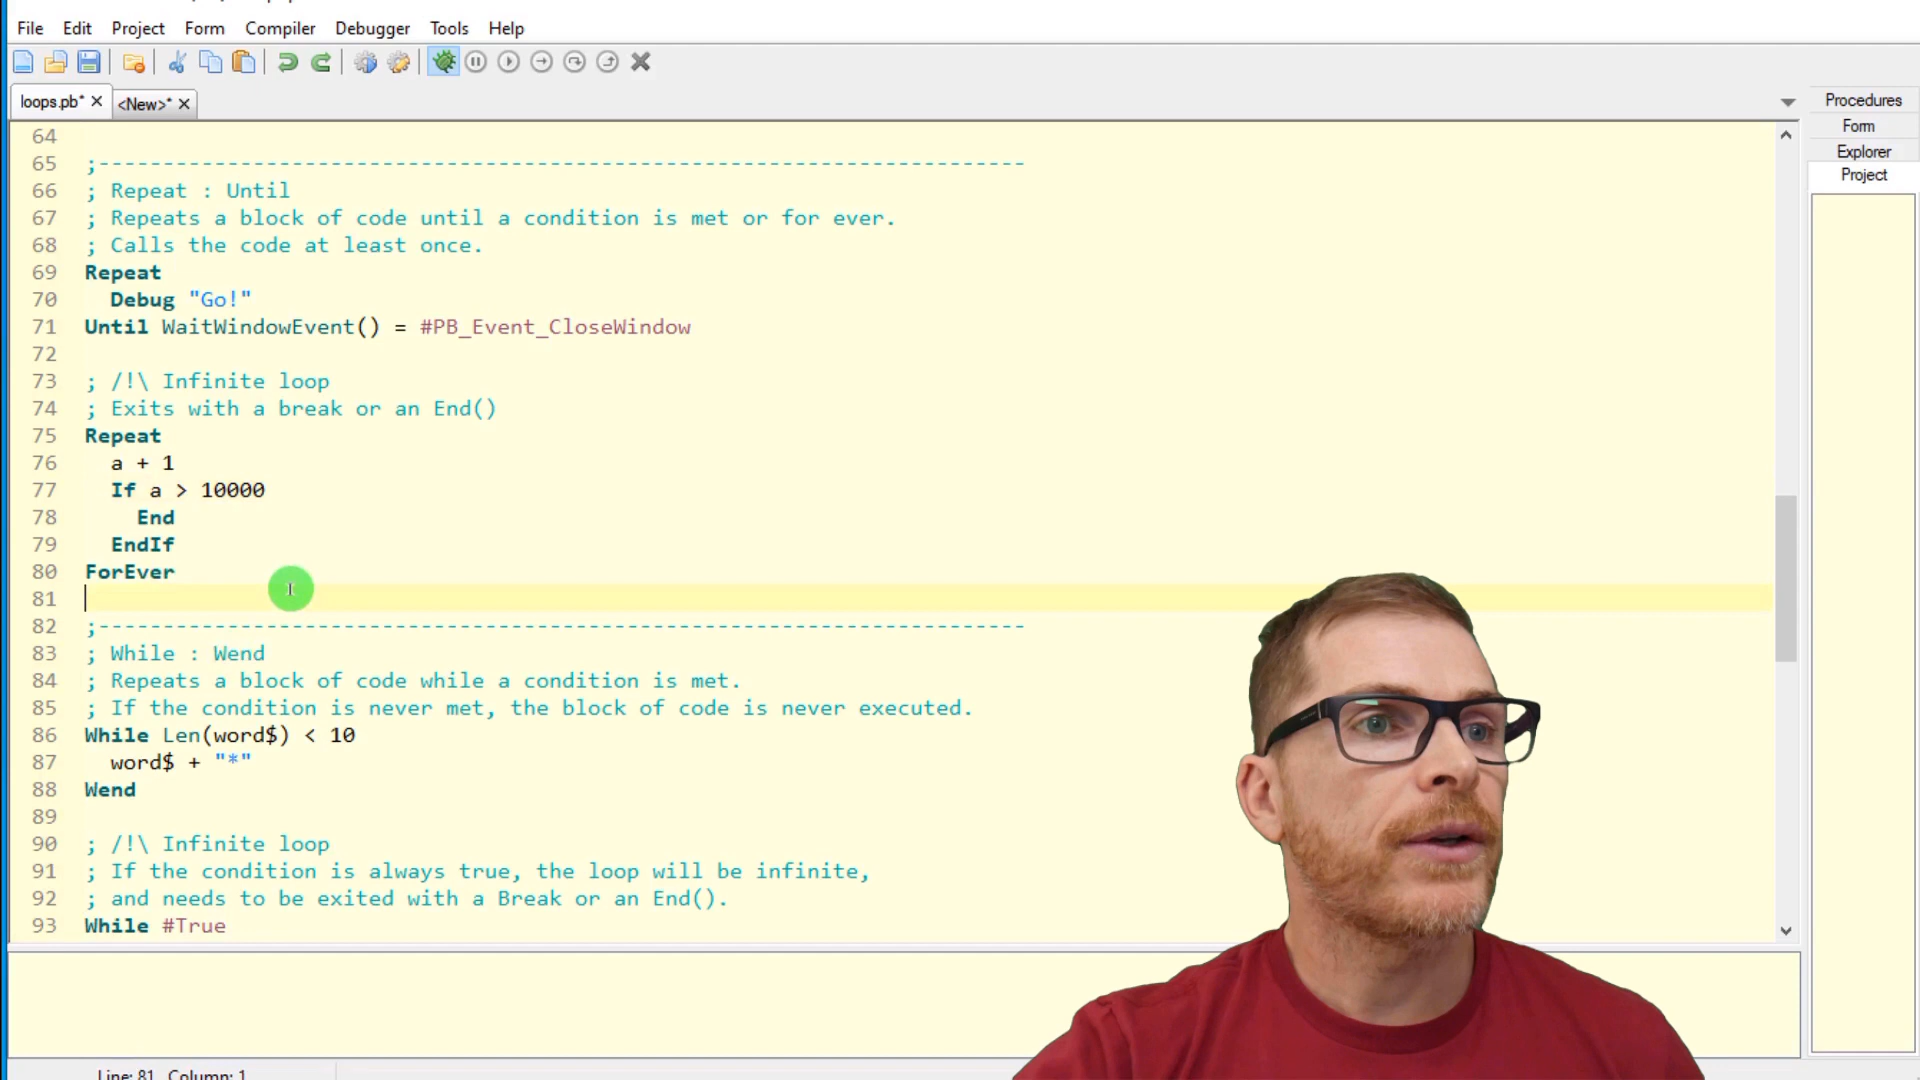 File Edit Project Form Compiler Debugger Tools Help
loops.pb* <New>*
Procedures
Form
Explorer
Project
64
65 ;------------------------------------------------------------------------
66 ; Repeat : Until
67 ; Repeats a block of code until a condition is met or for ever.
68 ; Calls the code at least once.
69 Repeat
70 Debug "Go!"
71 Until WaitWindowEvent() = #PB_Event_CloseWindow
72
73 ; /!\ Infinite loop
74 ; Exits with a break or an End()
75 Repeat
76 a + 1
77 If a > 10000
78 End
79 EndIf
80 ForEver
81
82 ;------------------------------------------------------------------------
83 ; While : Wend
84 ; Repeats a block of code while a condition is met.
85 ; If the condition is never met, the block of code is never executed.
86 While Len(word$) < 10
87 word$ + "*"
88 Wend
89
90 ; /!\ Infinite loop
91 ; If the condition is always true, the loop will be infinite,
92 ; and needs to be exited with a Break or an End().
93 While #True
Line: 81 Column: 1